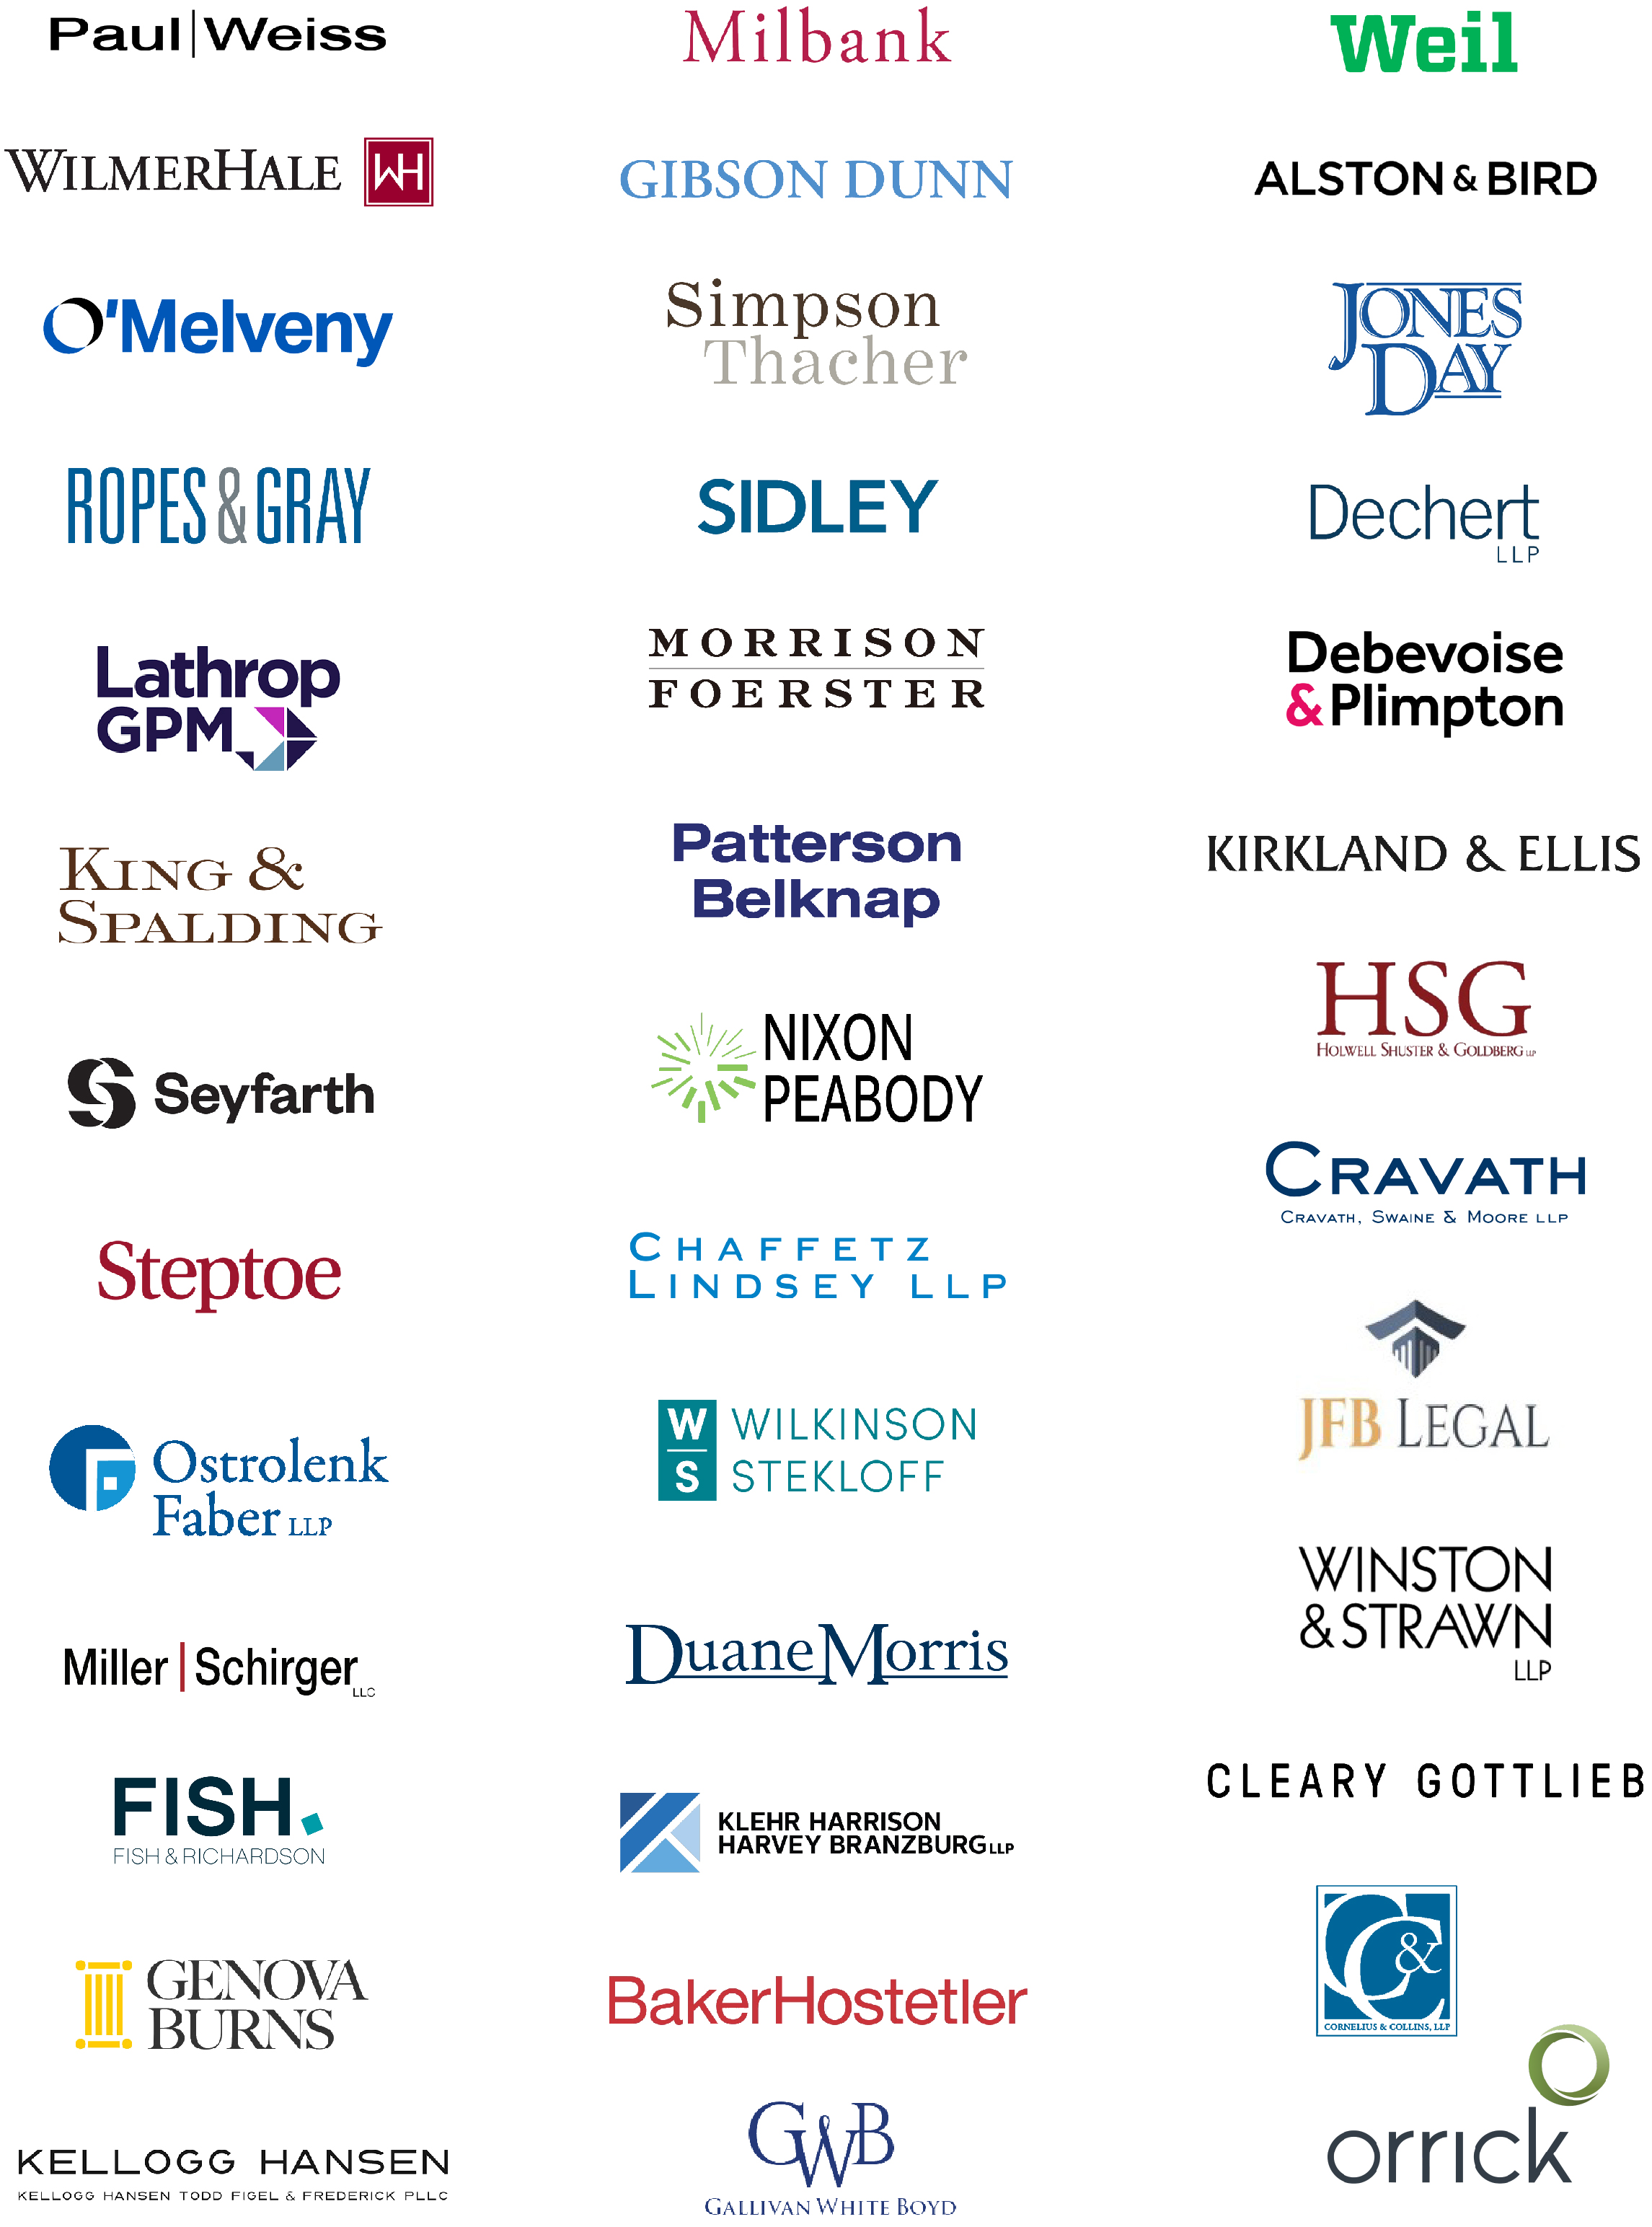 Paul|Weiss
Milbank
Weil
WILMERHALE WH
GIBSON DUNN
ALSTON & BIRD
O'Melveny
Simpson
Thacher
JONES
DAY
ROPES & GRAY
SIDLEY
Dechert
LLP
Lathrop
GPM
MORRISON
FOERSTER
Debevoise
& Plimpton
KING &
SPALDING
Patterson
Belknap
KIRKLAND & ELLIS
Seyfarth
NIXON
PEABODY
HSG
HOLWELL SHUSTER & GOLDBERG LLP
Steptoe
CHAFFETZ
LINDSEY LLP
CRAVATH
CRAVATH, SWAINE & MOORE LLP
Ostrolenk
Faber LLP
W
S
WILKINSON
STEKLOFF
JFB LEGAL
Miller|Schirger
LLC
DuaneMorris
WINSTON
& STRAWN
LLP
FISH.
FISH & RICHARDSON
KLEHR HARRISON
HARVEY BRANZBURG LLP
CLEARY GOTTLIEB
GENOVA
BURNS
BakerHostetler
C&C
CORNELIUS & COLLINS, LLP
KELLOGG HANSEN
KELLOGG HANSEN TODD FIGEL & FREDERICK PLLC
GWB
GALLIVAN WHITE BOYD
orrick